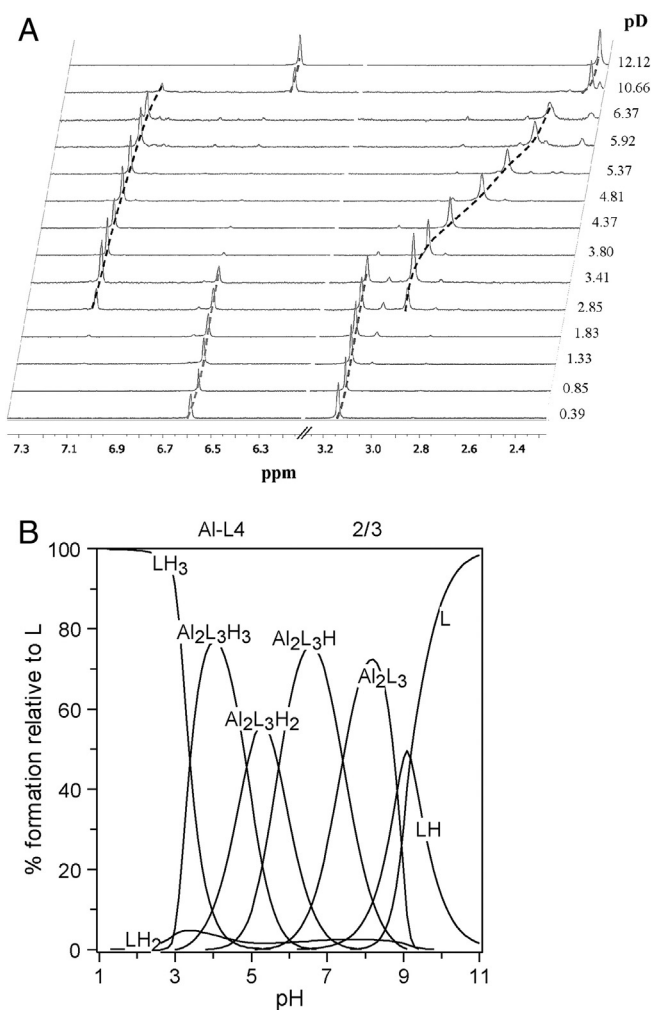 A
pD
12.12
10.66
6.37
5.92
5.37
4.81
4.37
3.80
3.41
2.85
1.83
1.33
0.85
0.39
7.3 7.1 6.9 6.7 6.5 6.3 3.2 3.0 2.8 2.6 2.4
ppm
B
Al-L4 2/3
100
80
60
40
20
0
% formation relative to L
LH3
Al2L3H3
Al2L3H2
Al2L3H
Al2L3
L
LH
LH2
1 3 5 7 9 11
pH